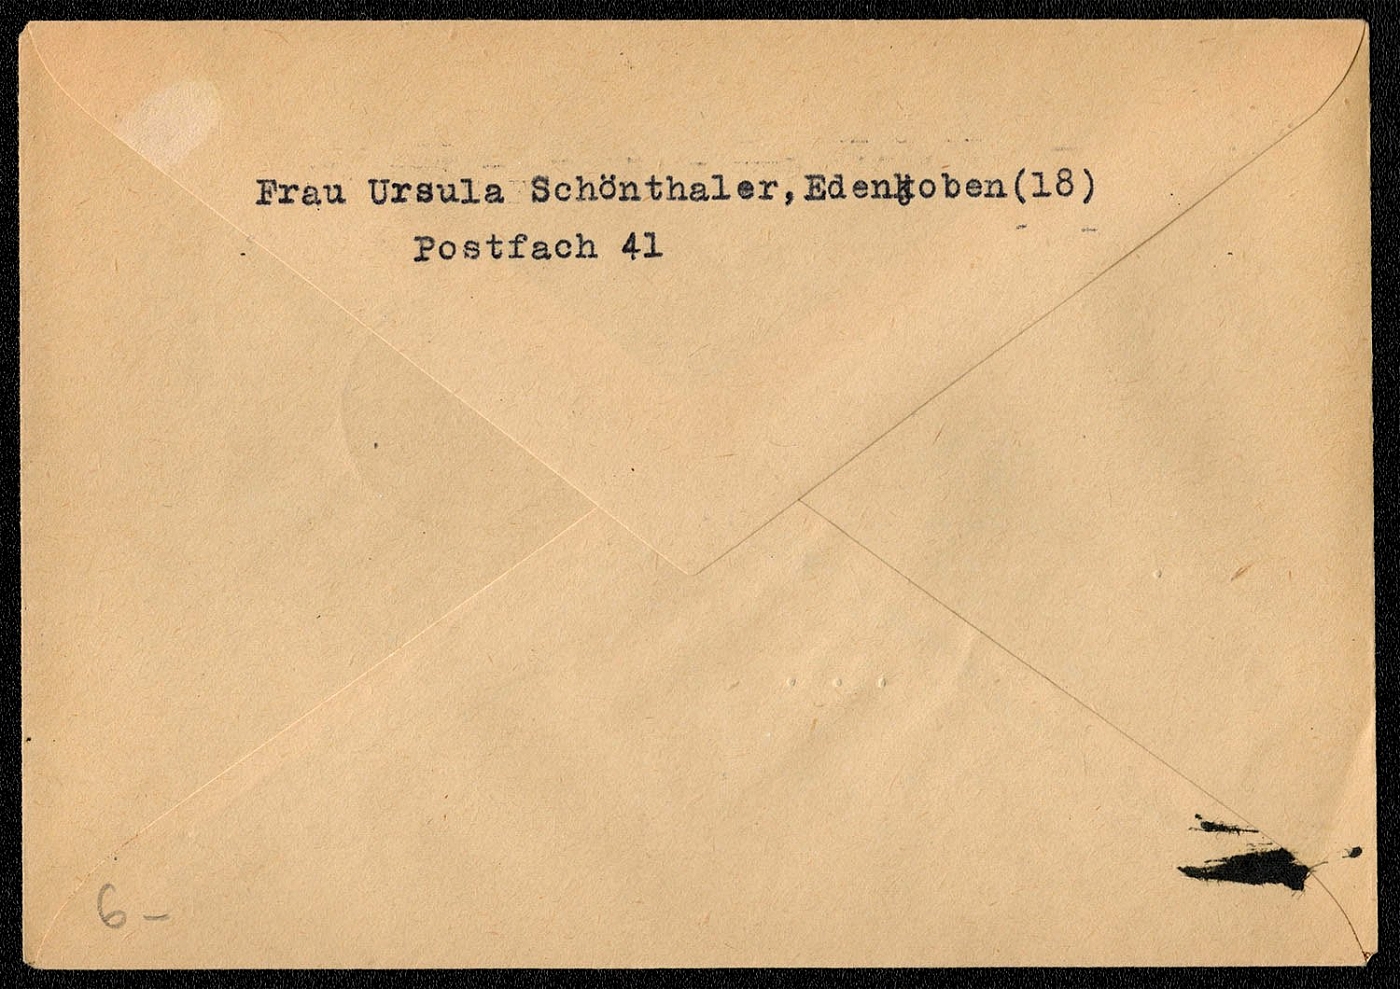 Frau Ursula Schönthaler, Edenkoben(18)
Postfach 41
6 –